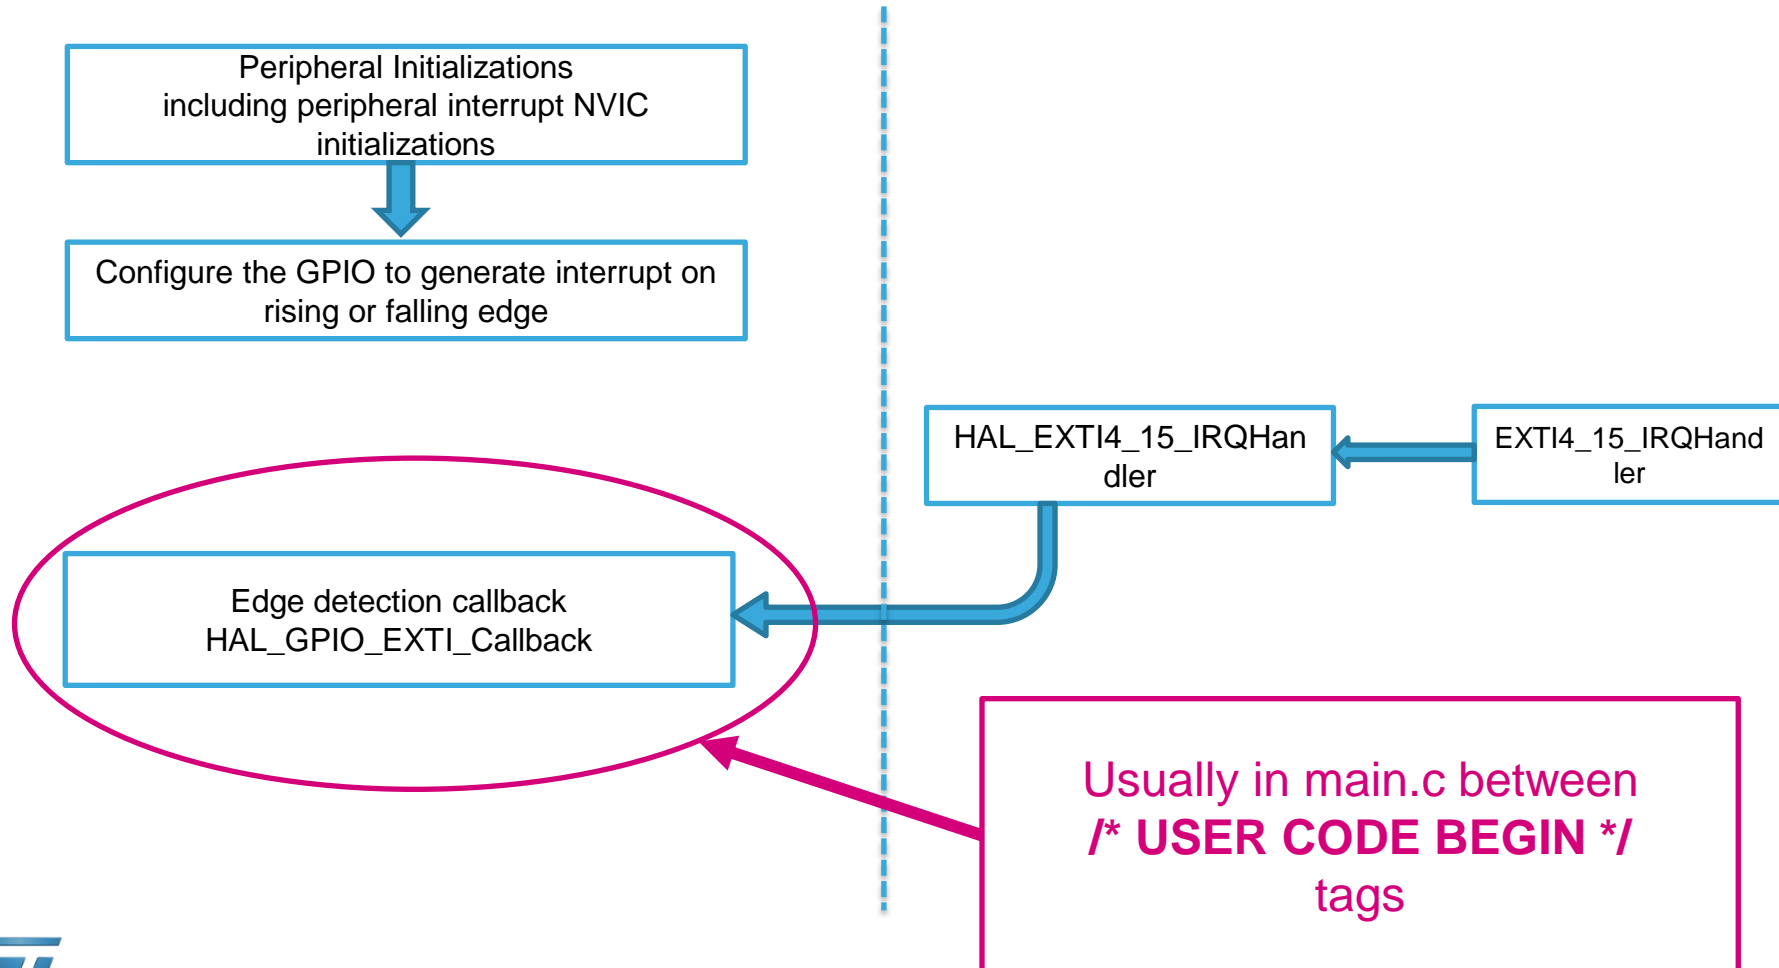 Peripheral Initializations
including peripheral interrupt NVIC
initializations
Configure the GPIO to generate interrupt on
rising or falling edge
HAL_EXTI4_15_IRQHan
dler
EXTI4_15_IRQHand
ler
Edge detection callback
HAL_GPIO_EXTI_Callback
Usually in main.c between
/* USER CODE BEGIN */
tags